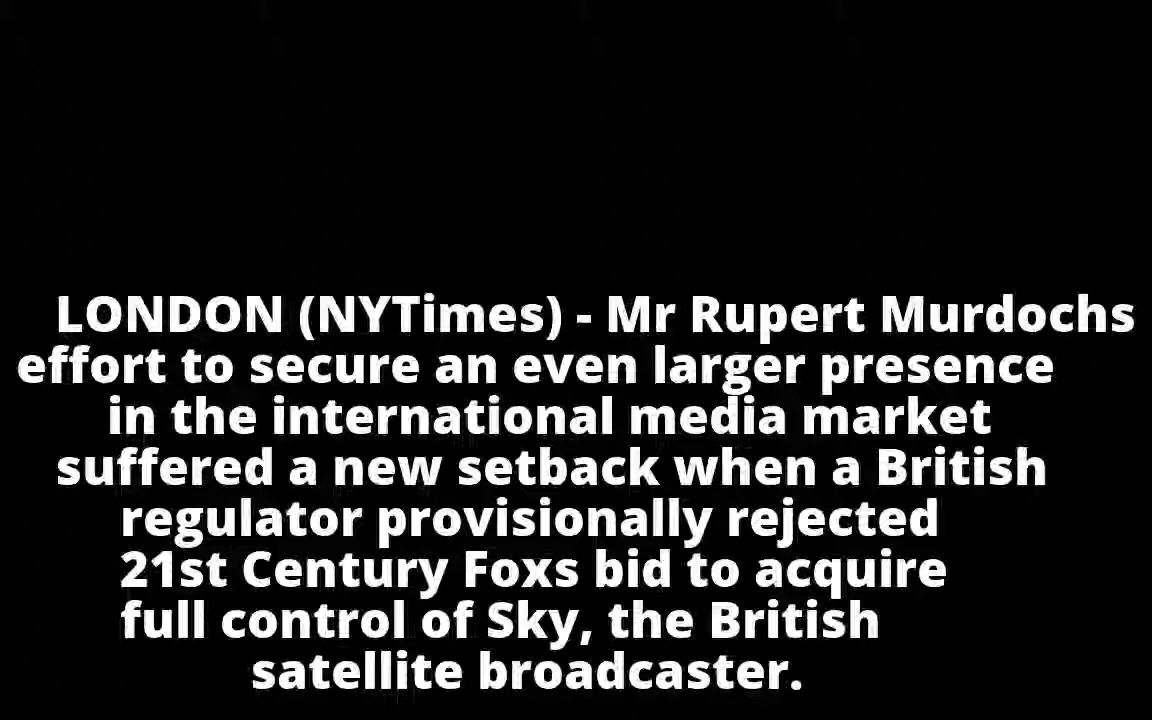 LONDON (NYTimes) - Mr Rupert Murdochs
effort to secure an even larger presence
in the international media market
suffered a new setback when a British
regulator provisionally rejected
21st Century Foxs bid to acquire
full control of Sky, the British
satellite broadcaster.